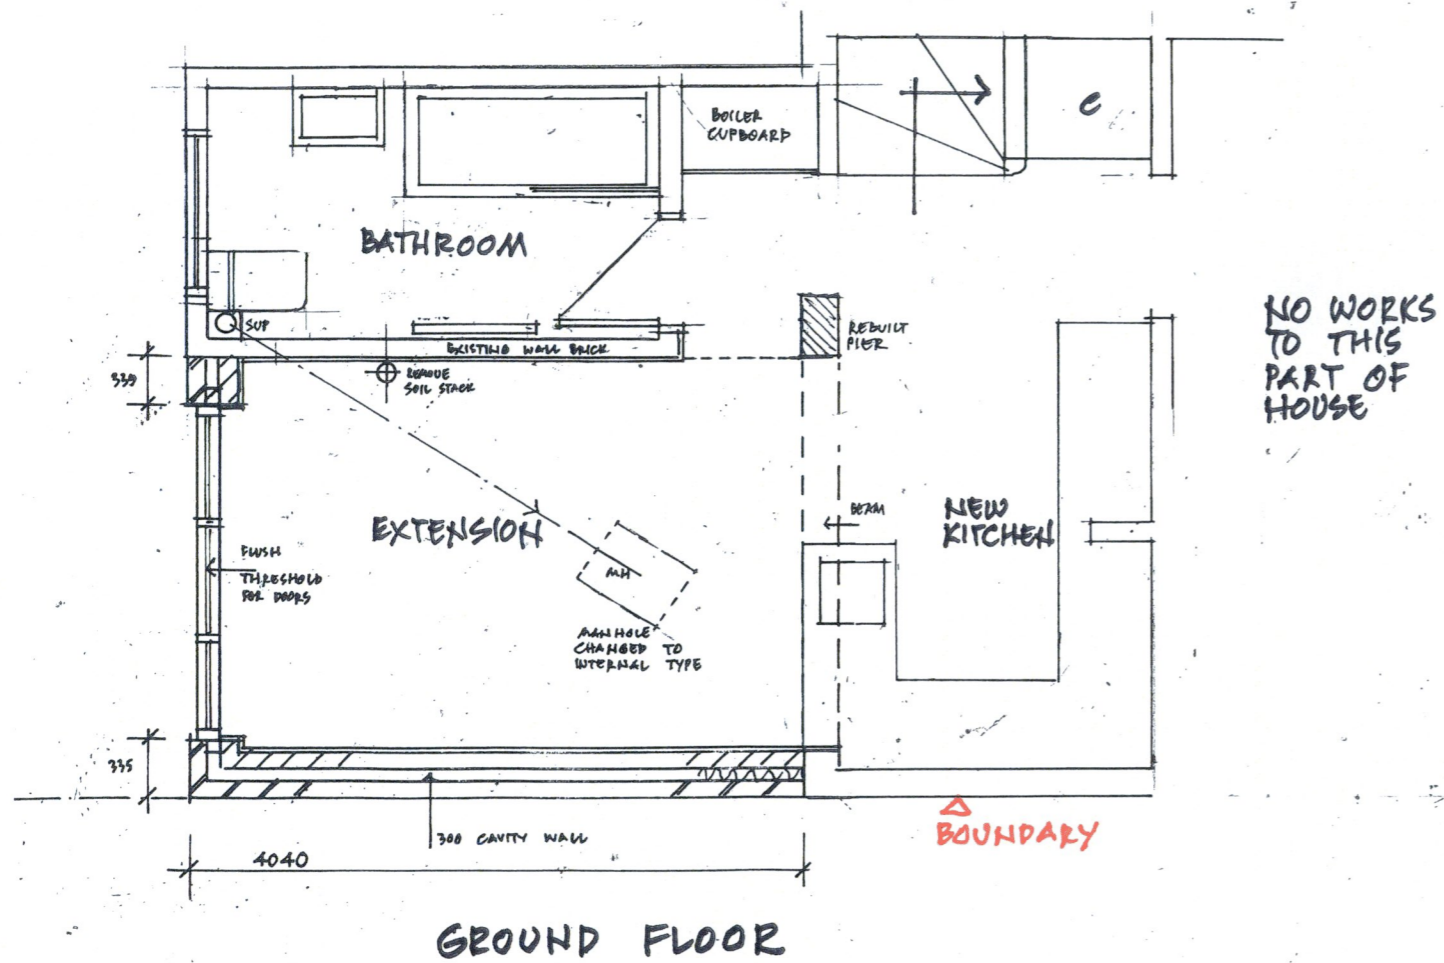 BOILER
CUPBOARD
C
BATHROOM
SVP
EXISTING WALL BRICK
REMOVE
SOIL STACK
REBUILT
PIER
NO WORKS
TO THIS
PART OF
HOUSE
335
EXTENSION
BEAM
NEW
KITCHEN
FLUSH
THRESHOLD
FOR DOORS
MH
MANHOLE
CHANGED TO
INTERNAL TYPE
335
300 CAVITY WALL
BOUNDARY
4040
GROUND FLOOR